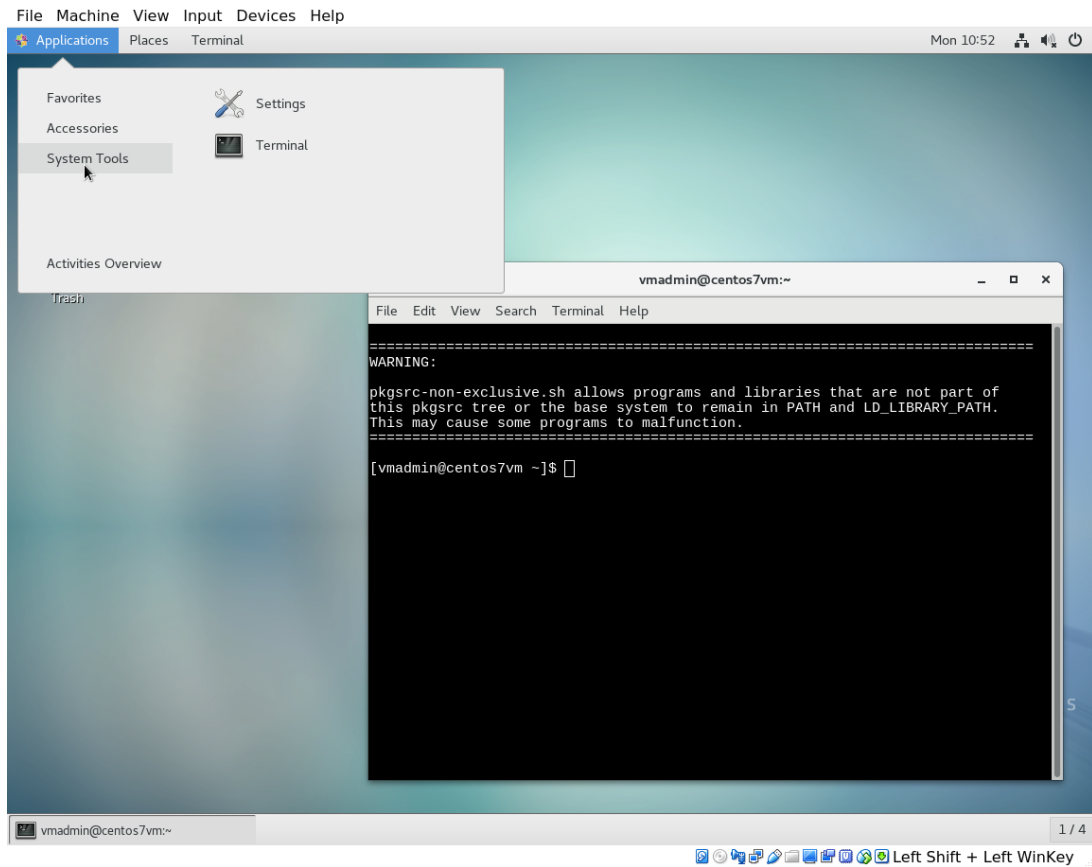 File Machine View Input Devices Help
Applications Places Terminal Mon 10:52
Favorites
Accessories
System Tools
Activities Overview
Settings
Terminal
Trash
vmadmin@centos7vm:~
File Edit View Search Terminal Help
==============================================================================
WARNING:
pkgsrc-non-exclusive.sh allows programs and libraries that are not part of
this pkgsrc tree or the base system to remain in PATH and LD_LIBRARY_PATH.
This may cause some programs to malfunction.
==============================================================================
[vmadmin@centos7vm ~]$
S
vmadmin@centos7vm:~ 1 / 4
Left Shift + Left WinKey